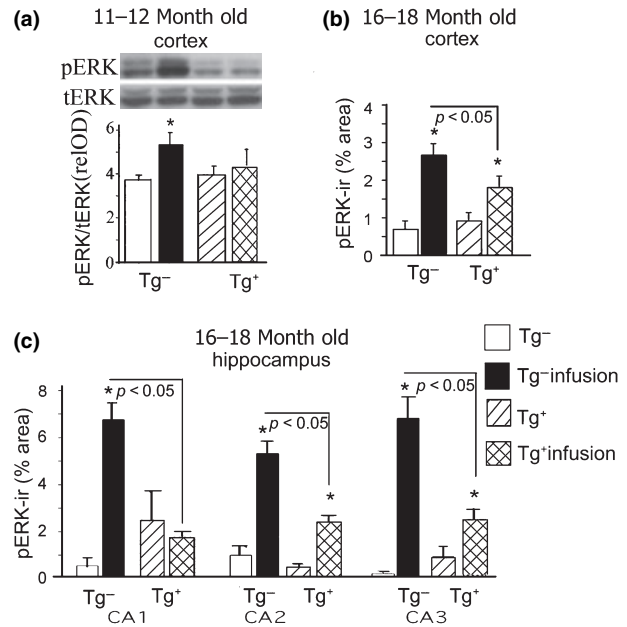 (a) 11–12 Month old
cortex
pERK
tERK
pERK/tERK(relOD)
6
4
2
0
*
Tg⁻ Tg⁺
(b) 16–18 Month old
cortex
pERK-ir (% area)
4
3
2
1
0
p < 0.05
* *
Tg⁻ Tg⁺
(c) 16–18 Month old
hippocampus
pERK-ir (% area)
8
6
4
2
0
* p < 0.05
* p < 0.05
*
* p < 0.05
*
Tg⁻ Tg⁺ Tg⁻ Tg⁺ Tg⁻ Tg⁺
CA1 CA2 CA3
Tg⁻
Tg⁻infusion
Tg⁺
Tg⁺infusion